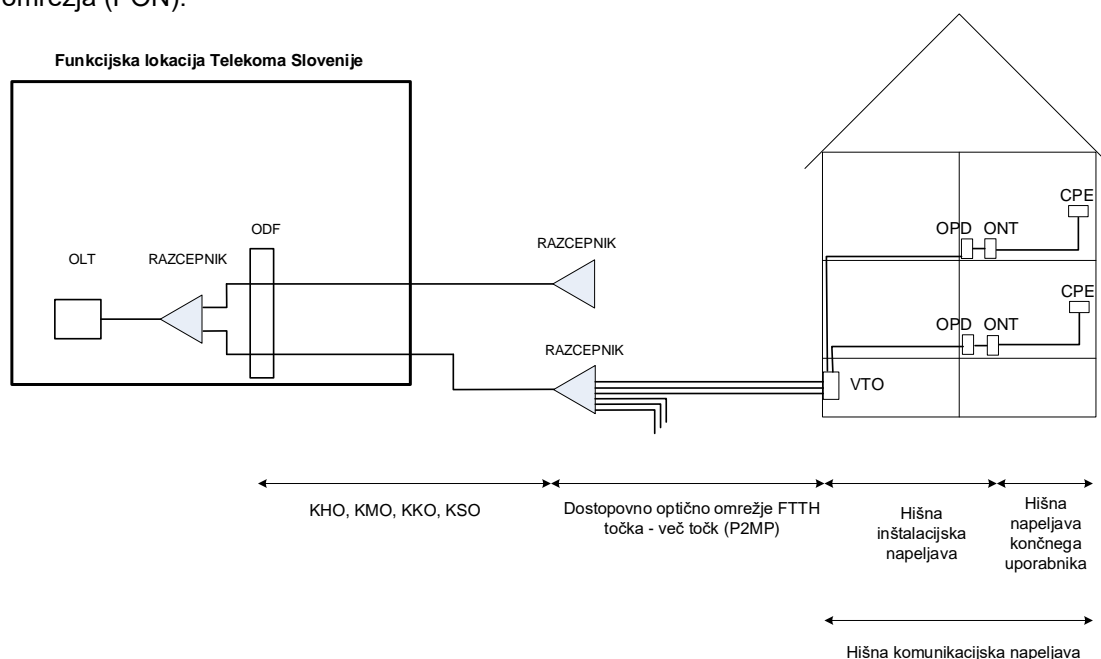 omrežja (PON).
Funkcijska lokacija Telekoma Slovenije
OLT
RAZCEPNIK
ODF
RAZCEPNIK
RAZCEPNIK
CPE
OPD ONT
CPE
OPD ONT
VTO
KHO, KMO, KKO, KSO
Dostopovno optično omrežje FTTH
točka - več točk (P2MP)
Hišna
inštalacijska
napeljava
Hišna
napeljava
končnega
uporabnika
Hišna komunikacijska napeljava